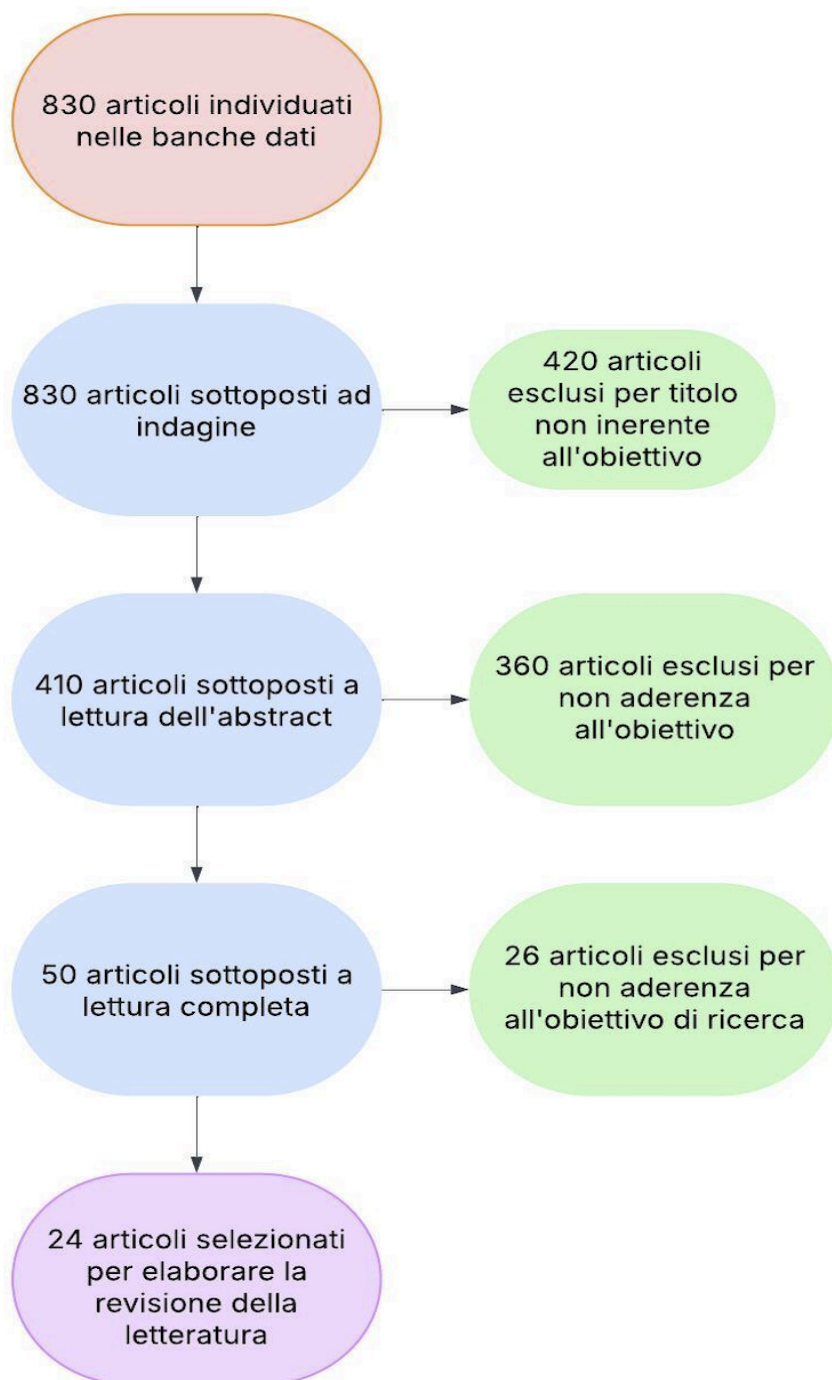 830 articoli individuati
nelle banche dati
830 articoli sottoposti ad
indagine
420 articoli
esclusi per titolo
non inerente
all'obiettivo
410 articoli sottoposti a
lettura dell'abstract
360 articoli esclusi per
non aderenza
all'obiettivo
50 articoli sottoposti a
lettura completa
26 articoli esclusi per
non aderenza
all'obiettivo di ricerca
24 articoli selezionati
per elaborare la
revisione della
letteratura